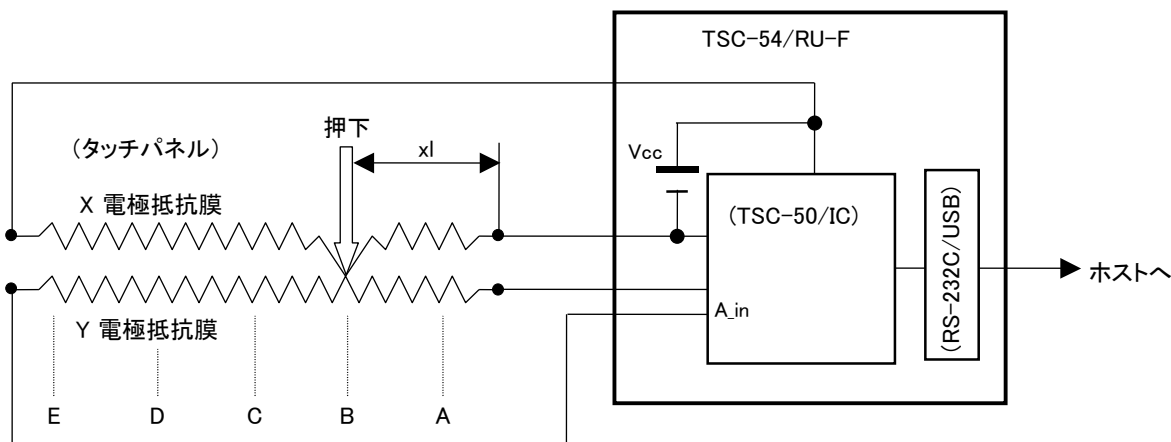 TSC-54/RU-F
押下
(タッチパネル)
xl
Vcc
X 電極抵抗膜
(TSC-50/IC)
(RS-232C/USB)
ホストへ
A_in
Y 電極抵抗膜
E D C B A